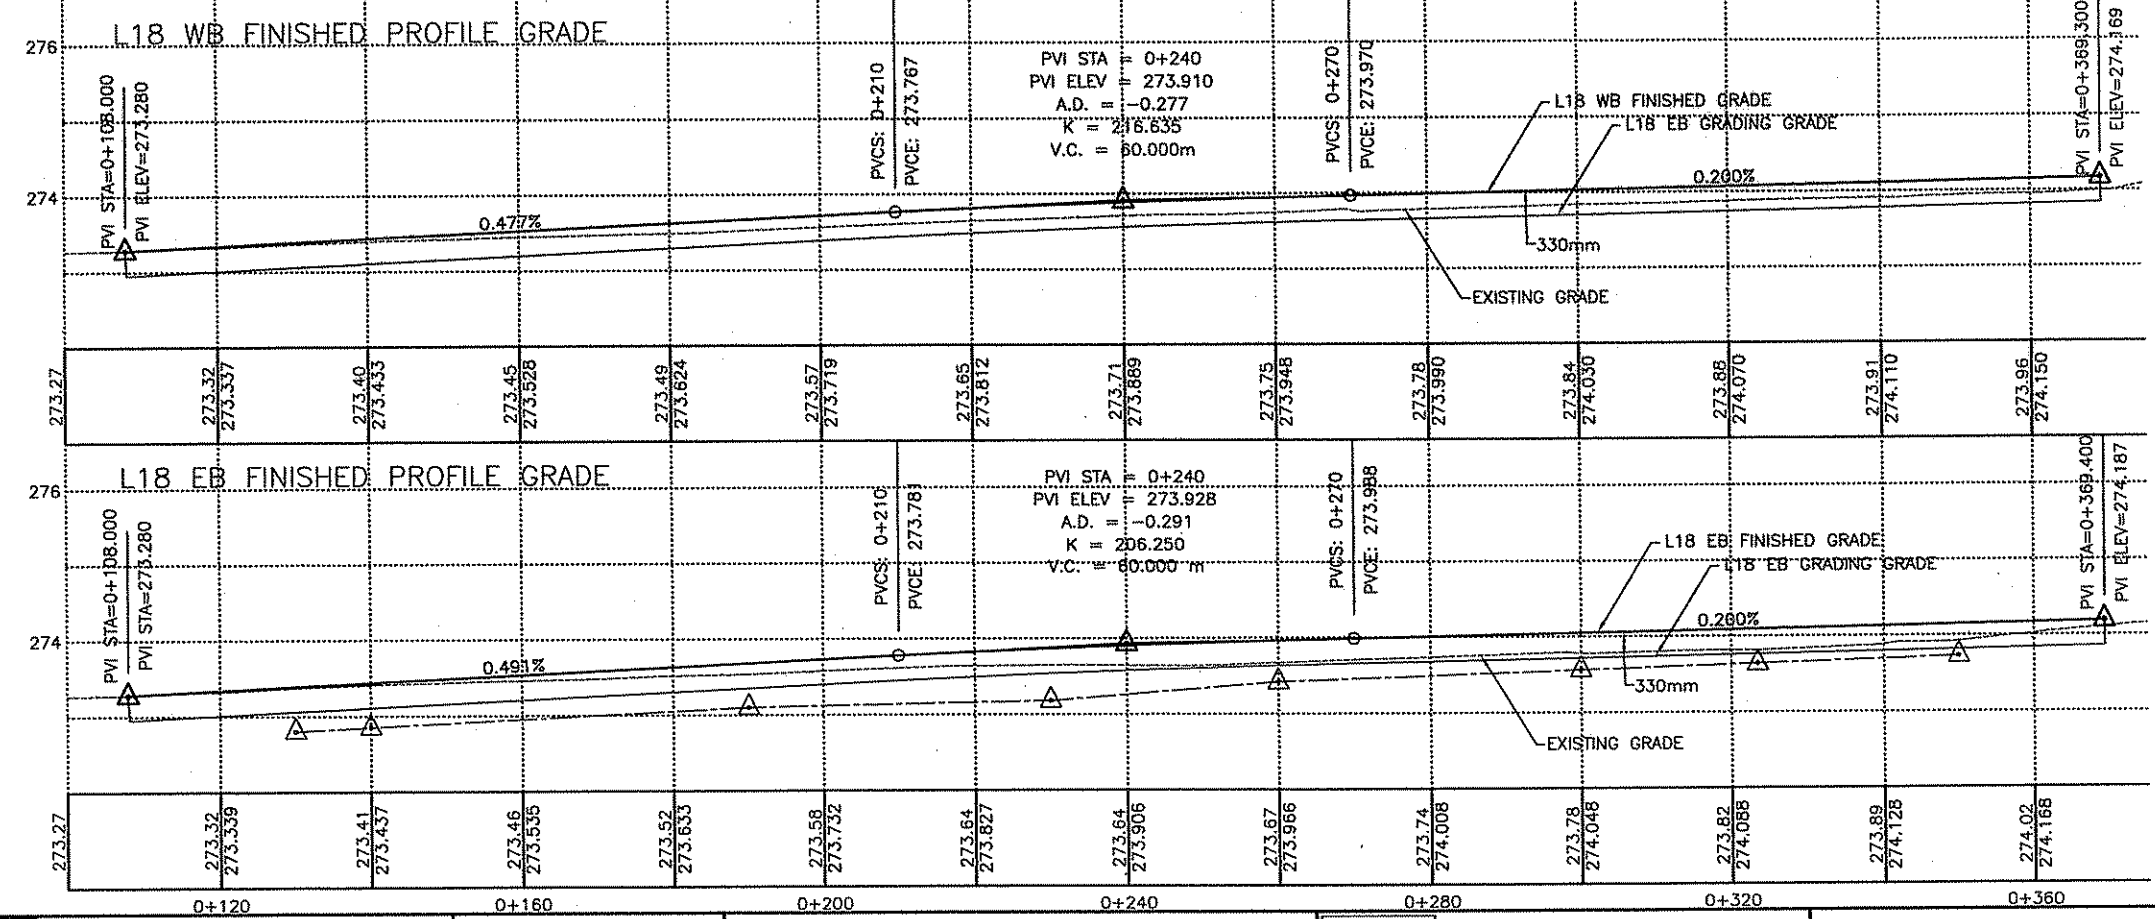 L18 WB FINISHED PROFILE GRADE
276
274
PVI STA=0+108.000
PVI ELEV=273.280
0.477%
PVCS: 0+210
PVCE: 273.767
PVI STA = 0+240
PVI ELEV = 273.910
A.D. = -0.277
K = 216.635
V.C. = 60.000m
PVCS: 0+270
PVCE: 273.970
L18 WB FINISHED GRADE
L18 EB GRADING GRADE
0.200%
330mm
EXISTING GRADE
PVI STA=0+369.300
PVI ELEV=274.169
273.27
273.32 273.337
273.40 273.433
273.45 273.528
273.49 273.624
273.57 273.719
273.65 273.812
273.71 273.889
273.75 273.948
273.78 273.990
273.84 274.030
273.88 274.070
273.91 274.110
273.96 274.150
L18 EB FINISHED PROFILE GRADE
276
274
PVI STA=0+108.000
PVI STA=273.280
0.491%
PVCS: 0+210
PVCE: 273.781
PVI STA = 0+240
PVI ELEV = 273.928
A.D. = -0.291
K = 206.250
V.C. = 60.000 m
PVCS: 0+270
PVCE: 273.988
L18 EB FINISHED GRADE
L18 EB GRADING GRADE
0.200%
330mm
EXISTING GRADE
PVI STA=0+369.400
PVI ELEV=274.187
273.27
273.32 273.339
273.41 273.437
273.46 273.535
273.52 273.633
273.58 273.732
273.64 273.827
273.64 273.906
273.67 273.966
273.74 274.008
273.78 274.048
273.82 274.088
273.89 274.128
274.02 274.168
0+120 0+160 0+200 0+240 0+280 0+320 0+360